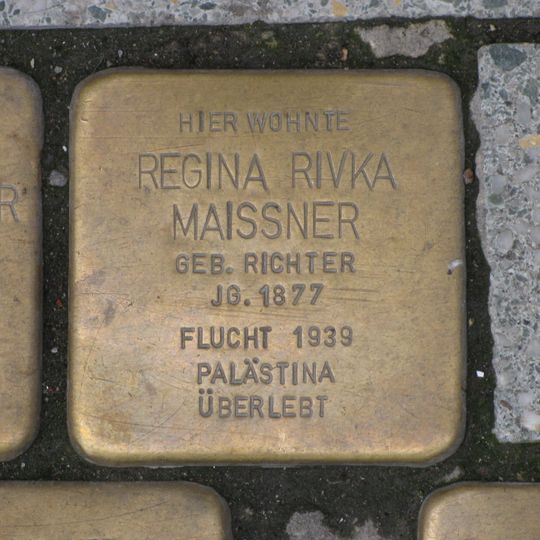 HIER WOHNTE
REGINA RIVKA
MAISSNER
GEB. RICHTER
JG. 1877
FLUCHT 1939
PALÄSTINA
ÜBERLEBT